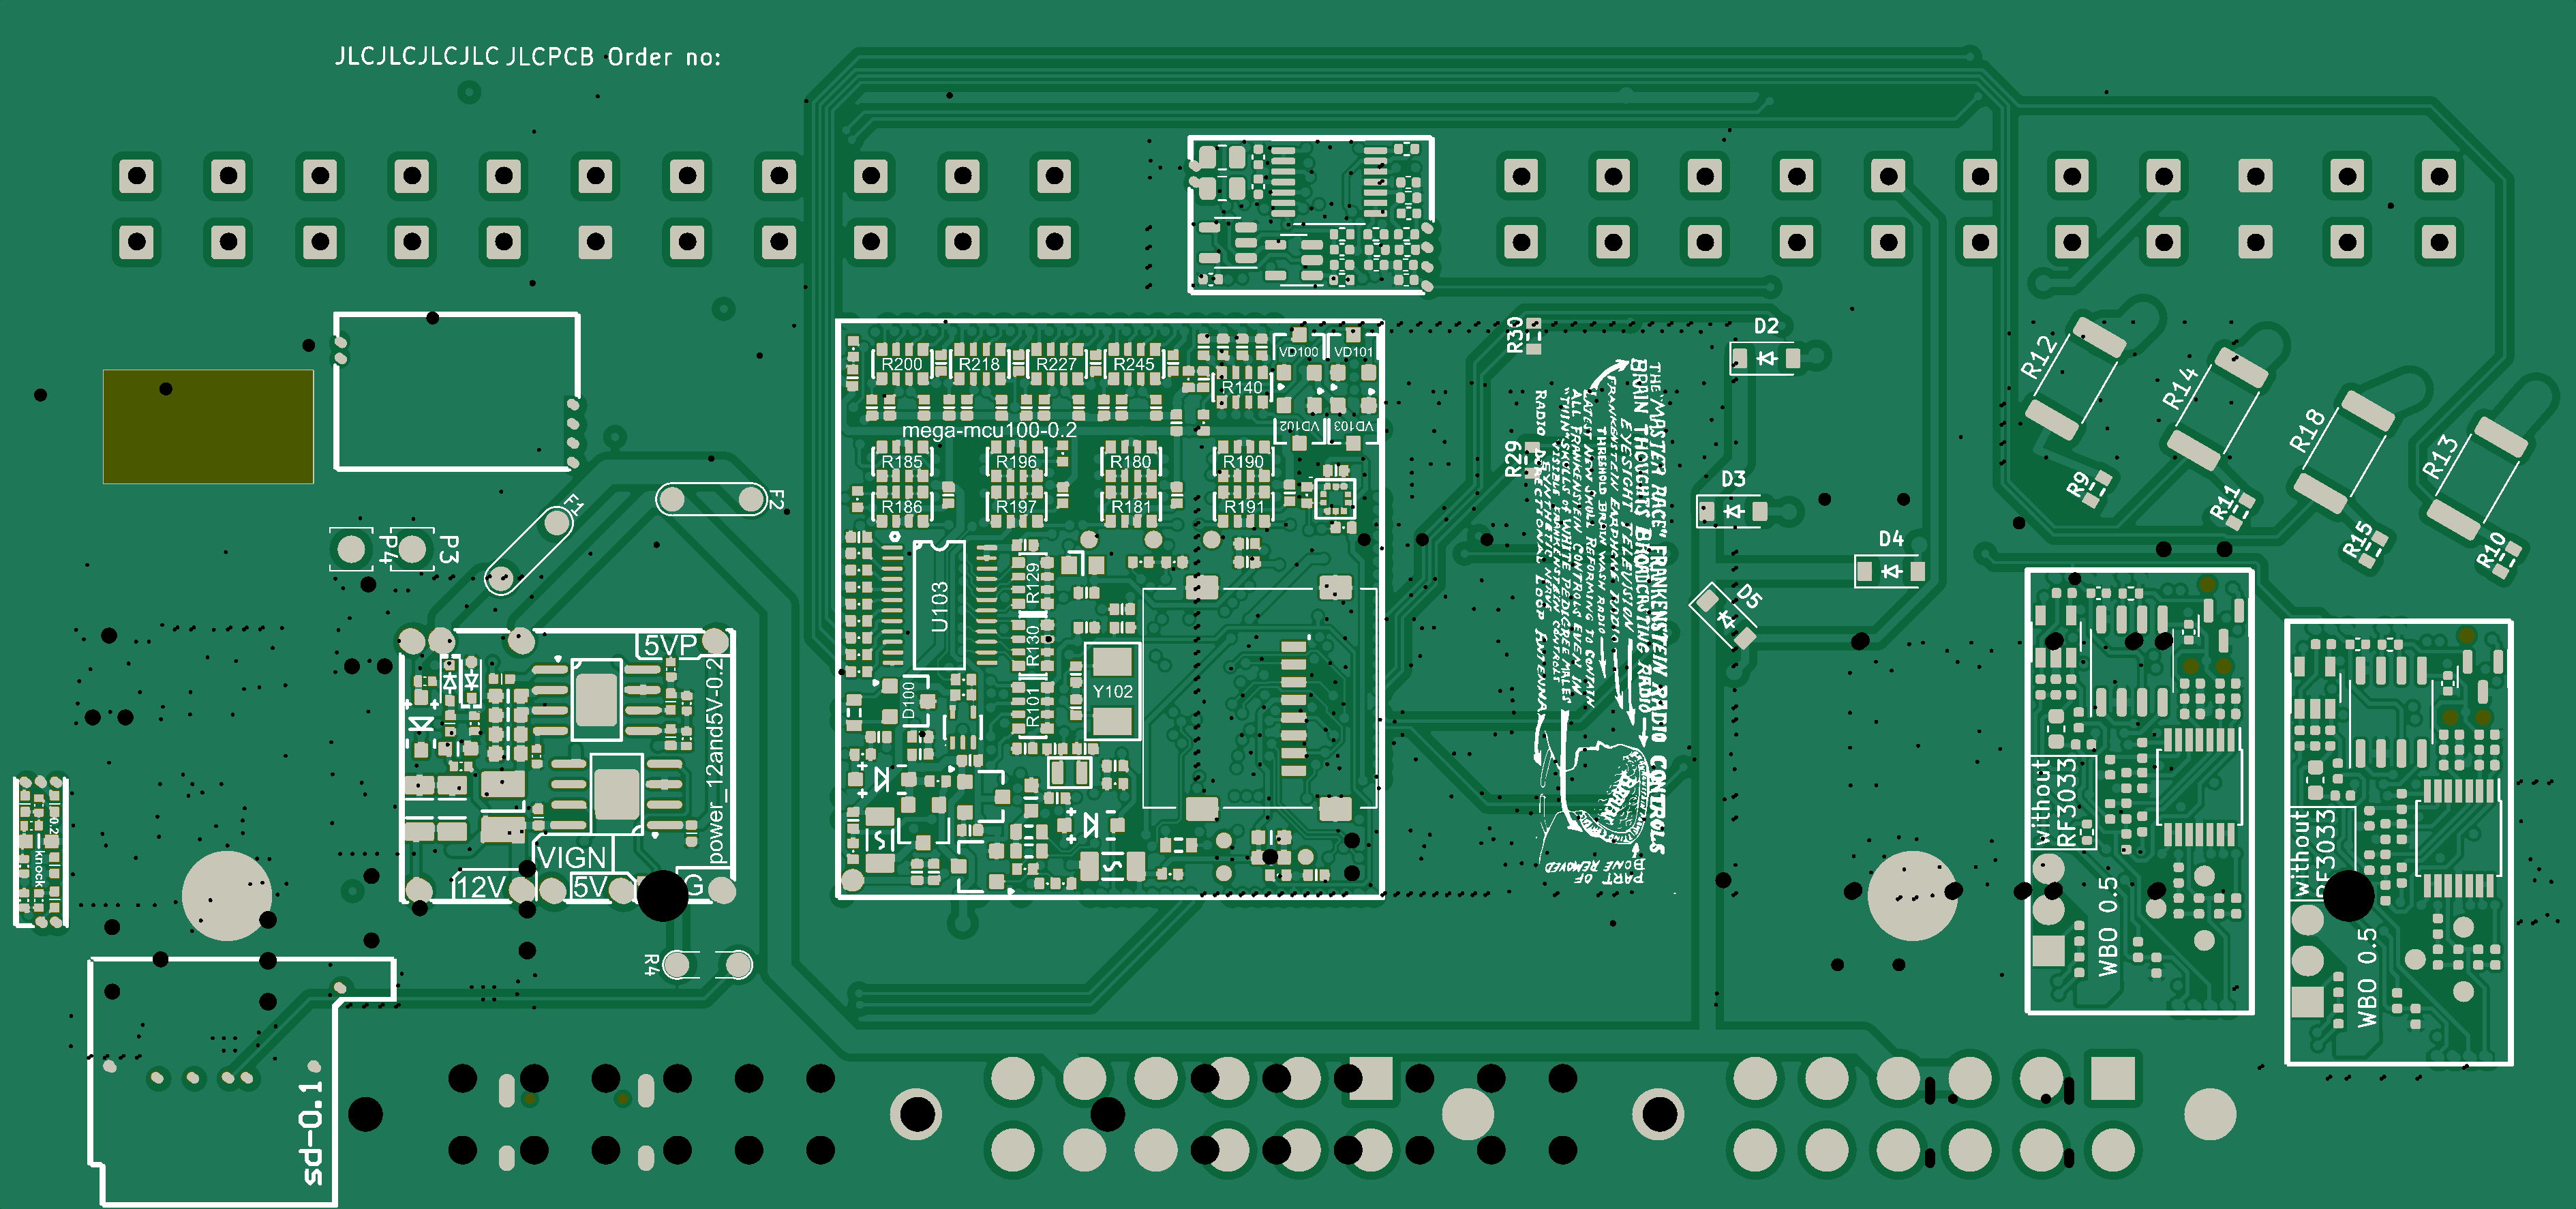 JLCJLCJLCJLC JLCPCB Order no:
R200
R218
R227
R245
R140
VD100
VD101
VD102
VD103
mega-mcu100-0.2
R185
R196
R180
R190
R186
R197
R181
R191
U103
R129
R130
R101
D100
Y102
F1
F2
P4
P3
5VP
power_12and5V-0.2
VIGN
12V
5V
G
R4
0.2
knock
sd-0.1
R30
R29
D2
D3
D4
D5
R12
R14
R18
R13
R9
R11
R15
R10
THE "MASTER RACE" FRANKENSTEIN RADIO CONTROLS
BRAIN THOUGHTS BROADCASTING RADIO
EYESIGHT TELEVISION
FRANKENSTEIN EARPHONE RADIO
THRESHOLD BRAIN WASH RADIO
LATEST NEW SKULL REFORMING TO CONTAIN
ALL FRANKENSTEIN CONTROLS EVEN IN
"THIN" SKULLS OF WHITE PEDIGREE MALES
VISIBLE FRANKENSTEIN CONTROLS
SYNTHETIC NERVE
RADIO DIRECTIONAL LOOP ANTENNA
PART OF
BONE REMOVED
without
RF3033
WBO 0.5
without
RF3033
WBO 0.5